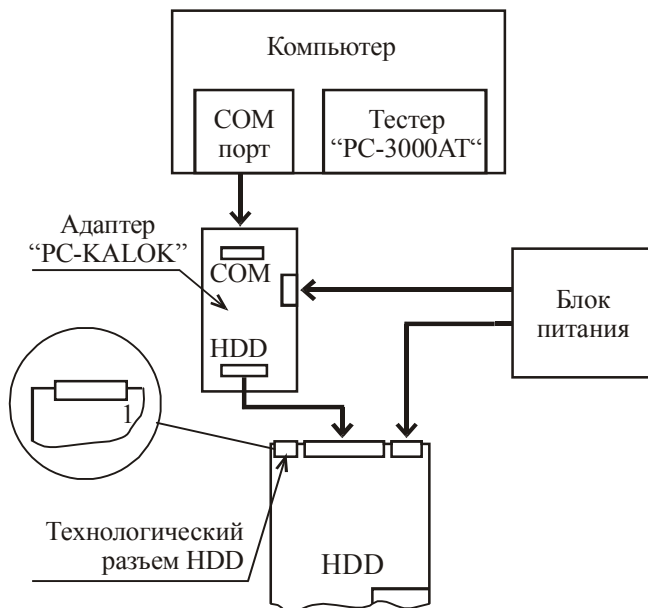 Компьютер
COM
порт
Тестер
“PC-3000AT“
Адаптер
“PC-KALOK”
COM
HDD
Блок
питания
1
Технологический
разъем HDD
HDD